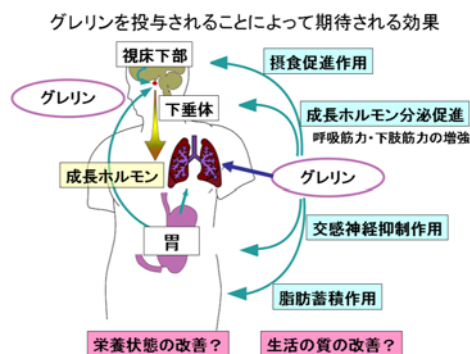 グレリンを投与されることによって期待される効果
視床下部
摂食促進作用
グレリン
下垂体
成長ホルモン分泌促進
呼吸筋力・下肢筋力の増強
成長ホルモン
グレリン
胃
交感神経抑制作用
脂肪蓄積作用
栄養状態の改善？
生活の質の改善？